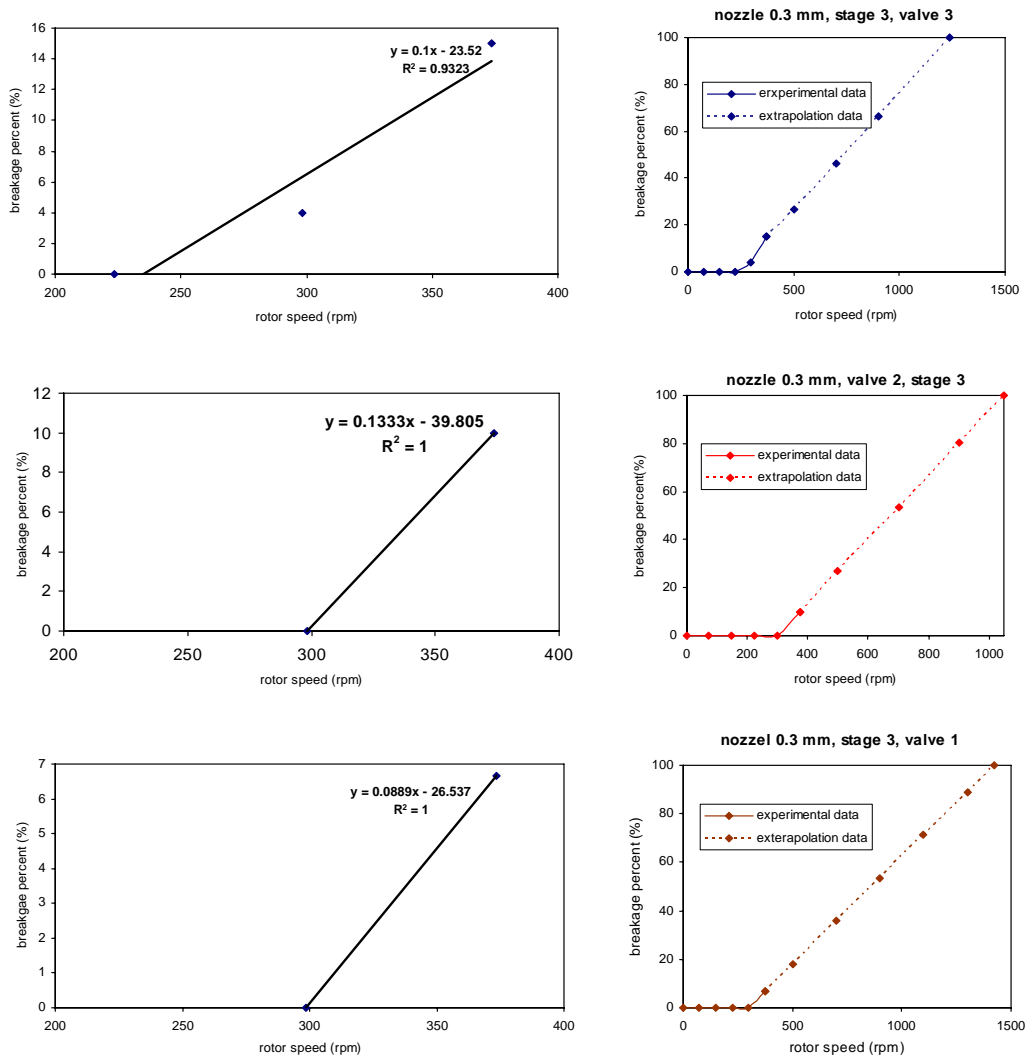 16
14
12
10
8
6
4
2
0
breakage percent (%)
y = 0.1x - 23.52
R² = 0.9323
200 250 300 350 400
rotor speed (rpm)
nozzle 0.3 mm, stage 3, valve 3
100
80
60
40
20
0
breakage percent (%)
erxperimental data
extrapolation data
0 500 1000 1500
rotor speed (rpm)
12
10
8
6
4
2
0
breakage percent (%)
y = 0.1333x - 39.805
R² = 1
200 250 300 350 400
rotor speed (rpm)
nozzle 0.3 mm, valve 2, stage 3
100
80
60
40
20
0
breakage percent(%)
experimental data
extrapolation data
0 200 400 600 800 1000
rotor speed (rpm)
7
6
5
4
3
2
1
0
breakgae percent (%)
y = 0.0889x - 26.537
R² = 1
200 250 300 350 400
rotor speed (rpm)
nozzel 0.3 mm, stage 3, valve 1
100
80
60
40
20
0
breakage percent (%)
experimental data
exterapolation data
0 500 1000 1500
rotor speed (rpm)